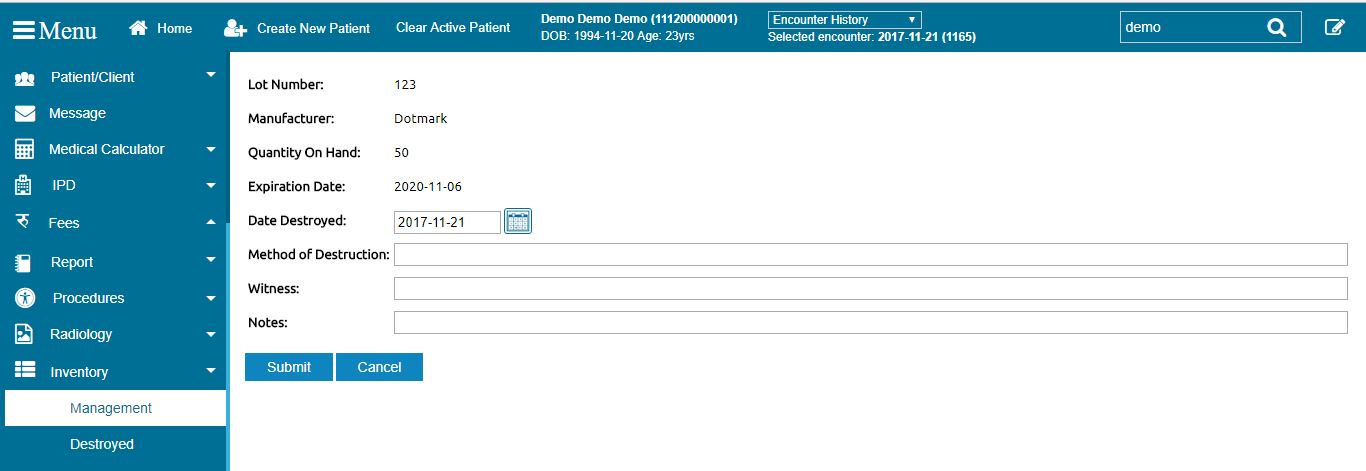 Menu Home Create New Patient Clear Active Patient
Demo Demo Demo (111200000001)
DOB: 1994-11-20 Age: 23yrs
Encounter History
Selected encounter: 2017-11-21 (1165)
demo
Patient/Client
Message
Medical Calculator
IPD
Fees
Report
Procedures
Radiology
Inventory
Management
Destroyed
Lot Number: 123
Manufacturer: Dotmark
Quantity On Hand: 50
Expiration Date: 2020-11-06
Date Destroyed: 2017-11-21
Method of Destruction:
Witness:
Notes:
Submit Cancel